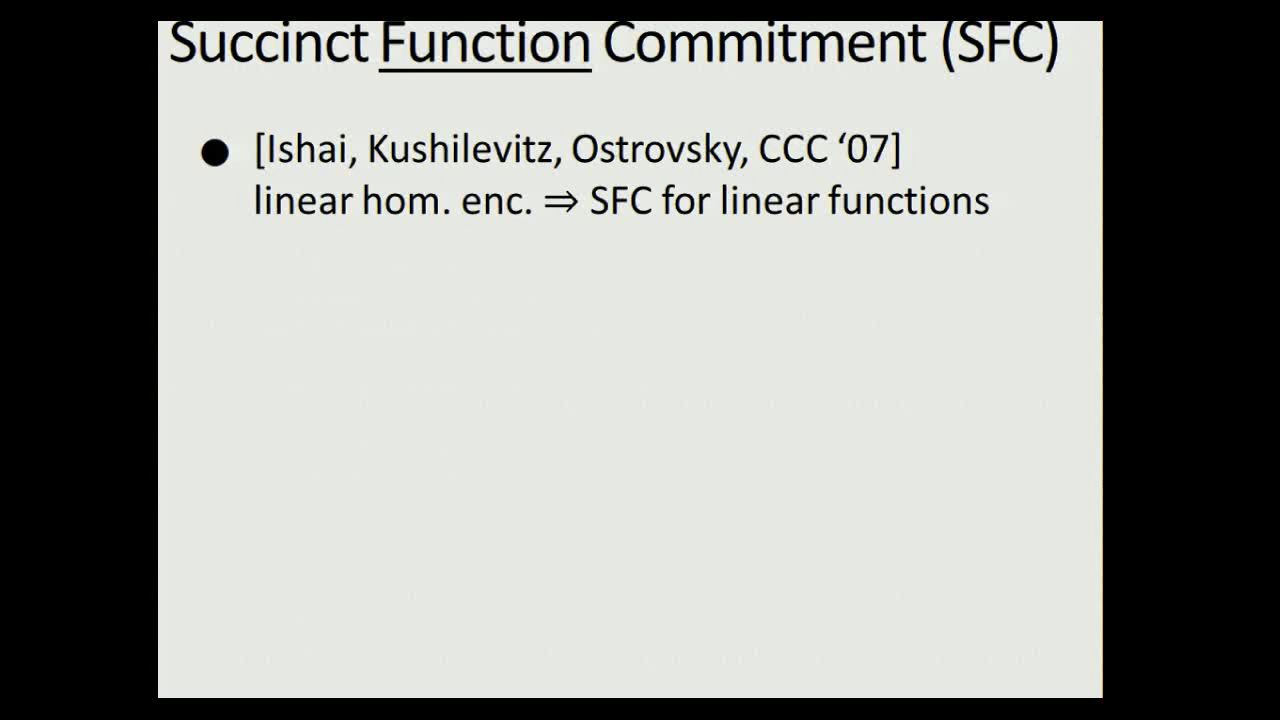 Succinct Function Commitment (SFC)
● [Ishai, Kushilevitz, Ostrovsky, CCC ‘07]
linear hom. enc. ⇒ SFC for linear functions